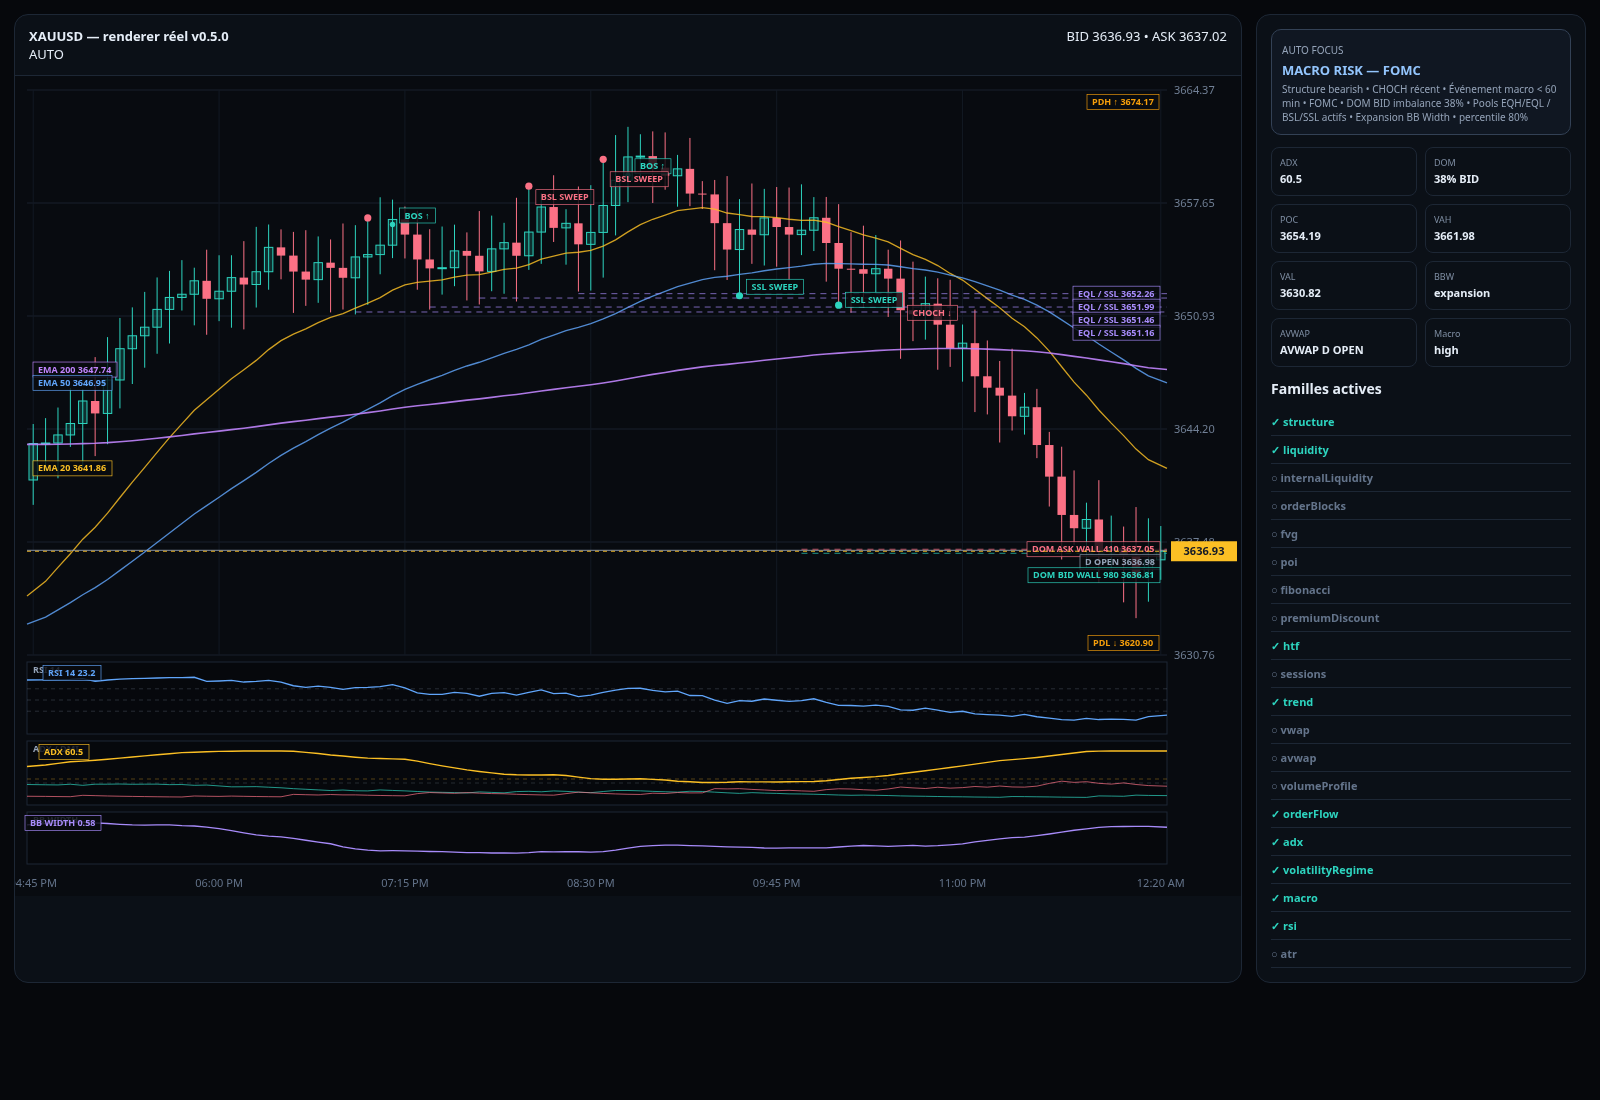 XAUUSD — renderer réel v0.5.0
AUTO
BID 3636.93 • ASK 3637.02
3664.37
3657.65
3650.93
3644.20
3637.48
3630.76
3636.93
PDH ↑ 3674.17
BOS ↑
BSL SWEEP
BSL SWEEP
BOS ↑
SSL SWEEP
SSL SWEEP
CHOCH ↓
EQL / SSL 3652.26
EQL / SSL 3651.99
EQL / SSL 3651.46
EQL / SSL 3651.16
EMA 200 3647.74
EMA 50 3646.95
EMA 20 3641.86
DOM ASK WALL 410 3637.05
D OPEN 3636.98
DOM BID WALL 980 3636.81
PDL ↓ 3620.90
RSI 14 23.2
ADX 60.5
BB WIDTH 0.58
4:45 PM
06:00 PM
07:15 PM
08:30 PM
09:45 PM
11:00 PM
12:20 AM
AUTO FOCUS
MACRO RISK — FOMC
Structure bearish • CHOCH récent • Événement macro < 60
min • FOMC • DOM BID imbalance 38% • Pools EQH/EQL /
BSL/SSL actifs • Expansion BB Width • percentile 80%
ADX
60.5
DOM
38% BID
POC
3654.19
VAH
3661.98
VAL
3630.82
BBW
expansion
AVWAP
AVWAP D OPEN
Macro
high
Familles actives
✓ structure
✓ liquidity
○ internalLiquidity
○ orderBlocks
○ fvg
○ poi
○ fibonacci
○ premiumDiscount
✓ htf
○ sessions
✓ trend
○ vwap
○ avwap
○ volumeProfile
✓ orderFlow
✓ adx
✓ volatilityRegime
✓ macro
✓ rsi
○ atr